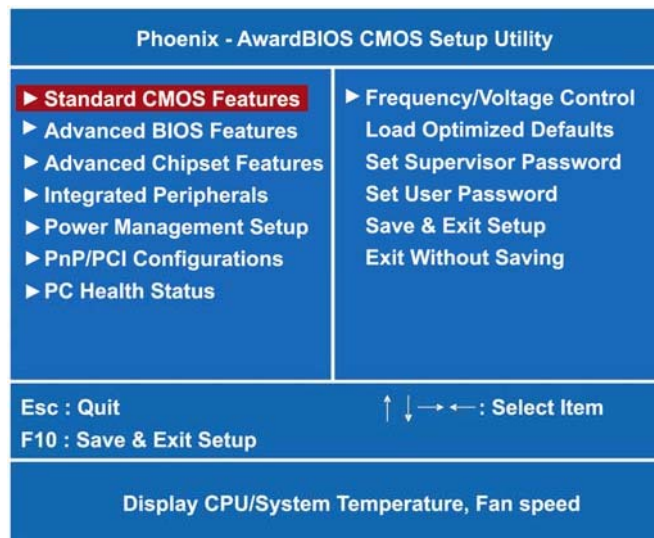 Phoenix - AwardBIOS CMOS Setup Utility
► Standard CMOS Features
► Advanced BIOS Features
► Advanced Chipset Features
► Integrated Peripherals
► Power Management Setup
► PnP/PCI Configurations
► PC Health Status
► Frequency/Voltage Control
Load Optimized Defaults
Set Supervisor Password
Set User Password
Save & Exit Setup
Exit Without Saving
Esc : Quit
↑ ↓ → ← : Select Item
F10 : Save & Exit Setup
Display CPU/System Temperature, Fan speed